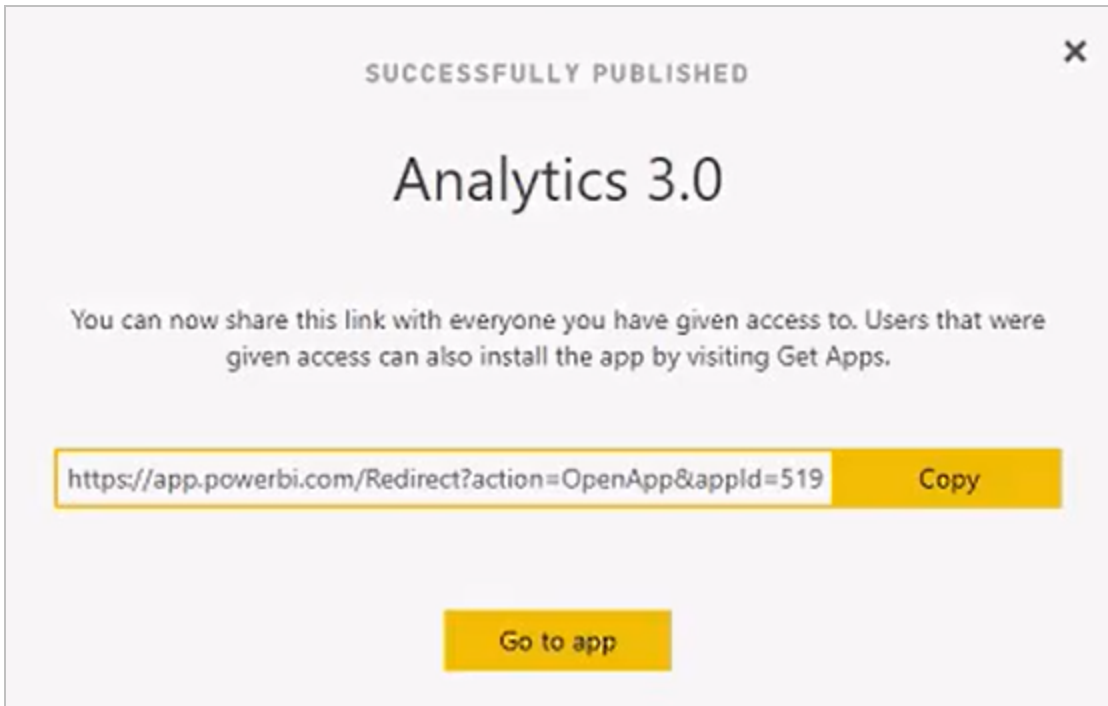 SUCCESSFULLY PUBLISHED
Analytics 3.0
You can now share this link with everyone you have given access to. Users that were
given access can also install the app by visiting Get Apps.
https://app.powerbi.com/Redirect?action=OpenApp&appId=519
Copy
Go to app